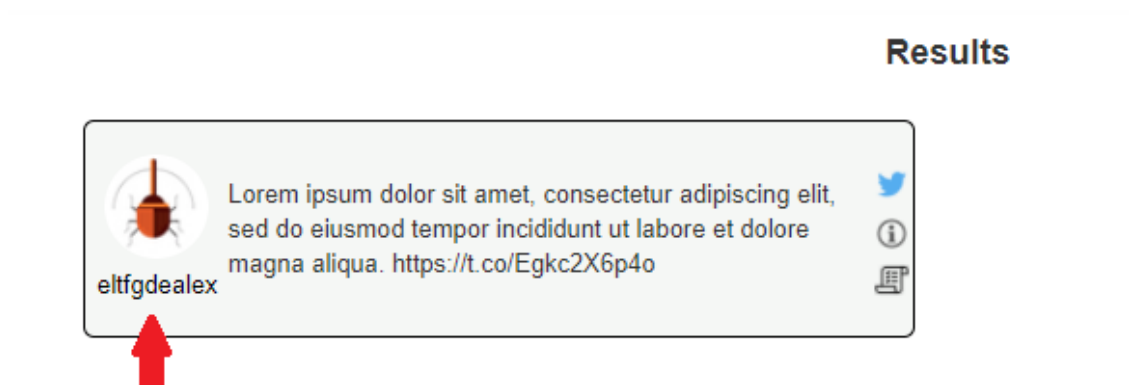 Results
Lorem ipsum dolor sit amet, consectetur adipiscing elit,
sed do eiusmod tempor incididunt ut labore et dolore
magna aliqua. https://t.co/Egkc2X6p4o
eltfgdealex